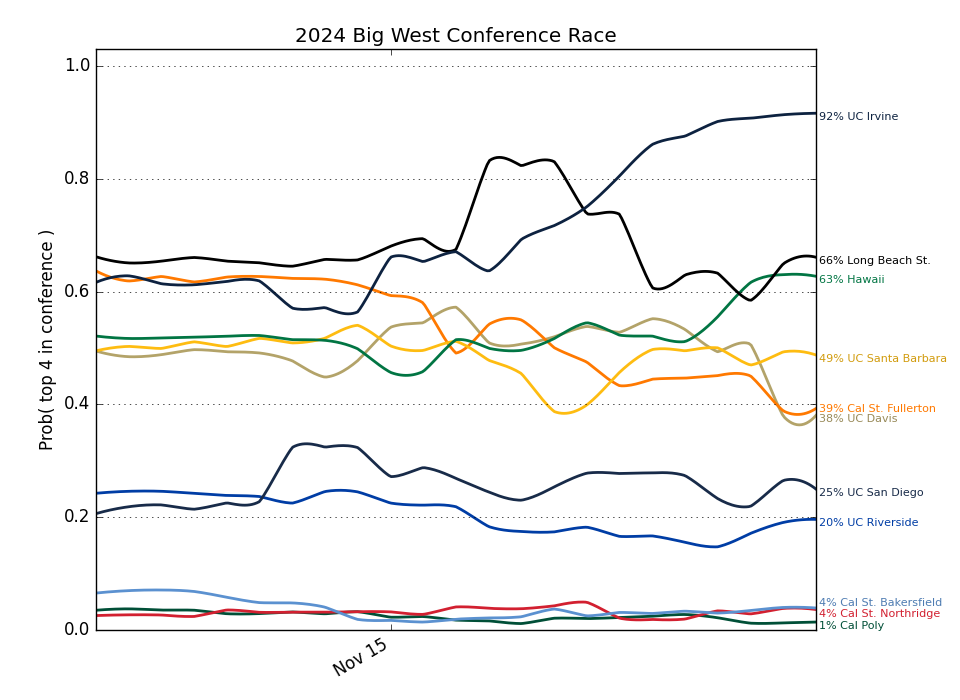 2024 Big West Conference Race
1.0
0.8
0.6
0.4
0.2
0.0
Prob( top 4 in conference )
Nov 15
92% UC Irvine
66% Long Beach St.
63% Hawaii
49% UC Santa Barbara
39% Cal St. Fullerton
38% UC Davis
25% UC San Diego
20% UC Riverside
4% Cal St. Bakersfield
4% Cal St. Northridge
1% Cal Poly